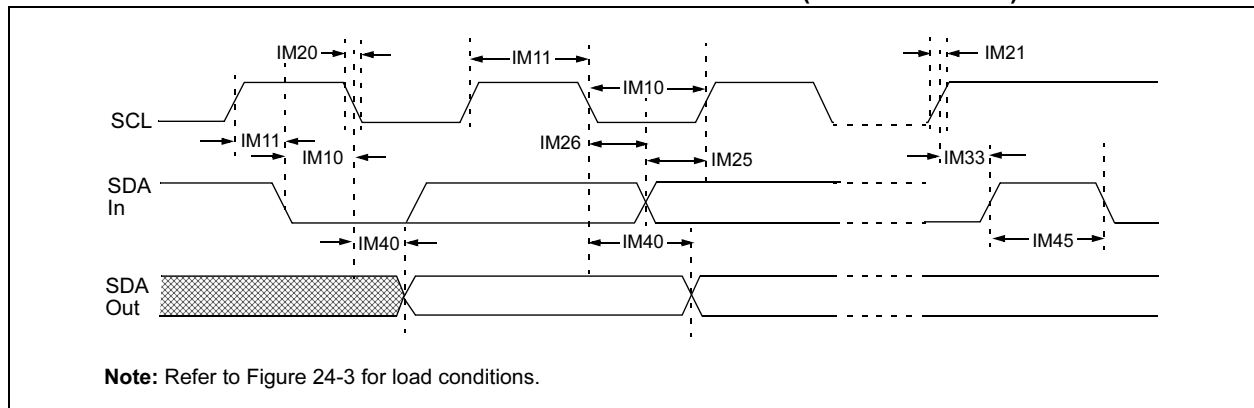 IM20
IM11
IM21
IM10
SCL
IM11
IM26
IM10
IM25
IM33
SDA
In
IM40
IM40
IM45
SDA
Out
Note: Refer to Figure 24-3 for load conditions.